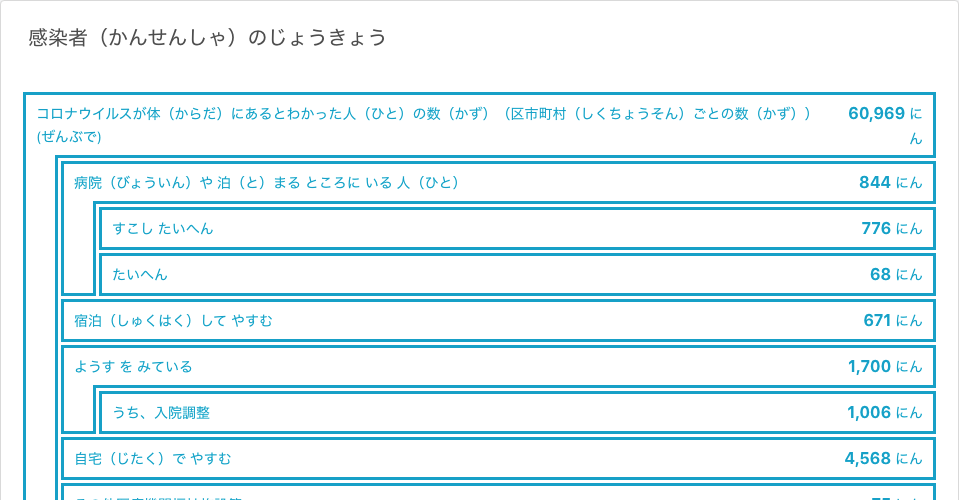 感染者（かんせんしゃ）のじょうきょう
コロナウイルスが体（からだ）にあるとわかった人（ひと）の数（かず）（区市町村（しくちょうそん）ごとの数（かず））
(ぜんぶで)
60,969 に
ん
病院（びょういん）や 泊（と）まる ところに いる 人（ひと）
844 にん
すこし たいへん
776 にん
たいへん
68 にん
宿泊（しゅくはく）して やすむ
671 にん
ようす を みている
1,700 にん
うち、入院調整
1,006 にん
自宅（じたく）で やすむ
4,568 にん